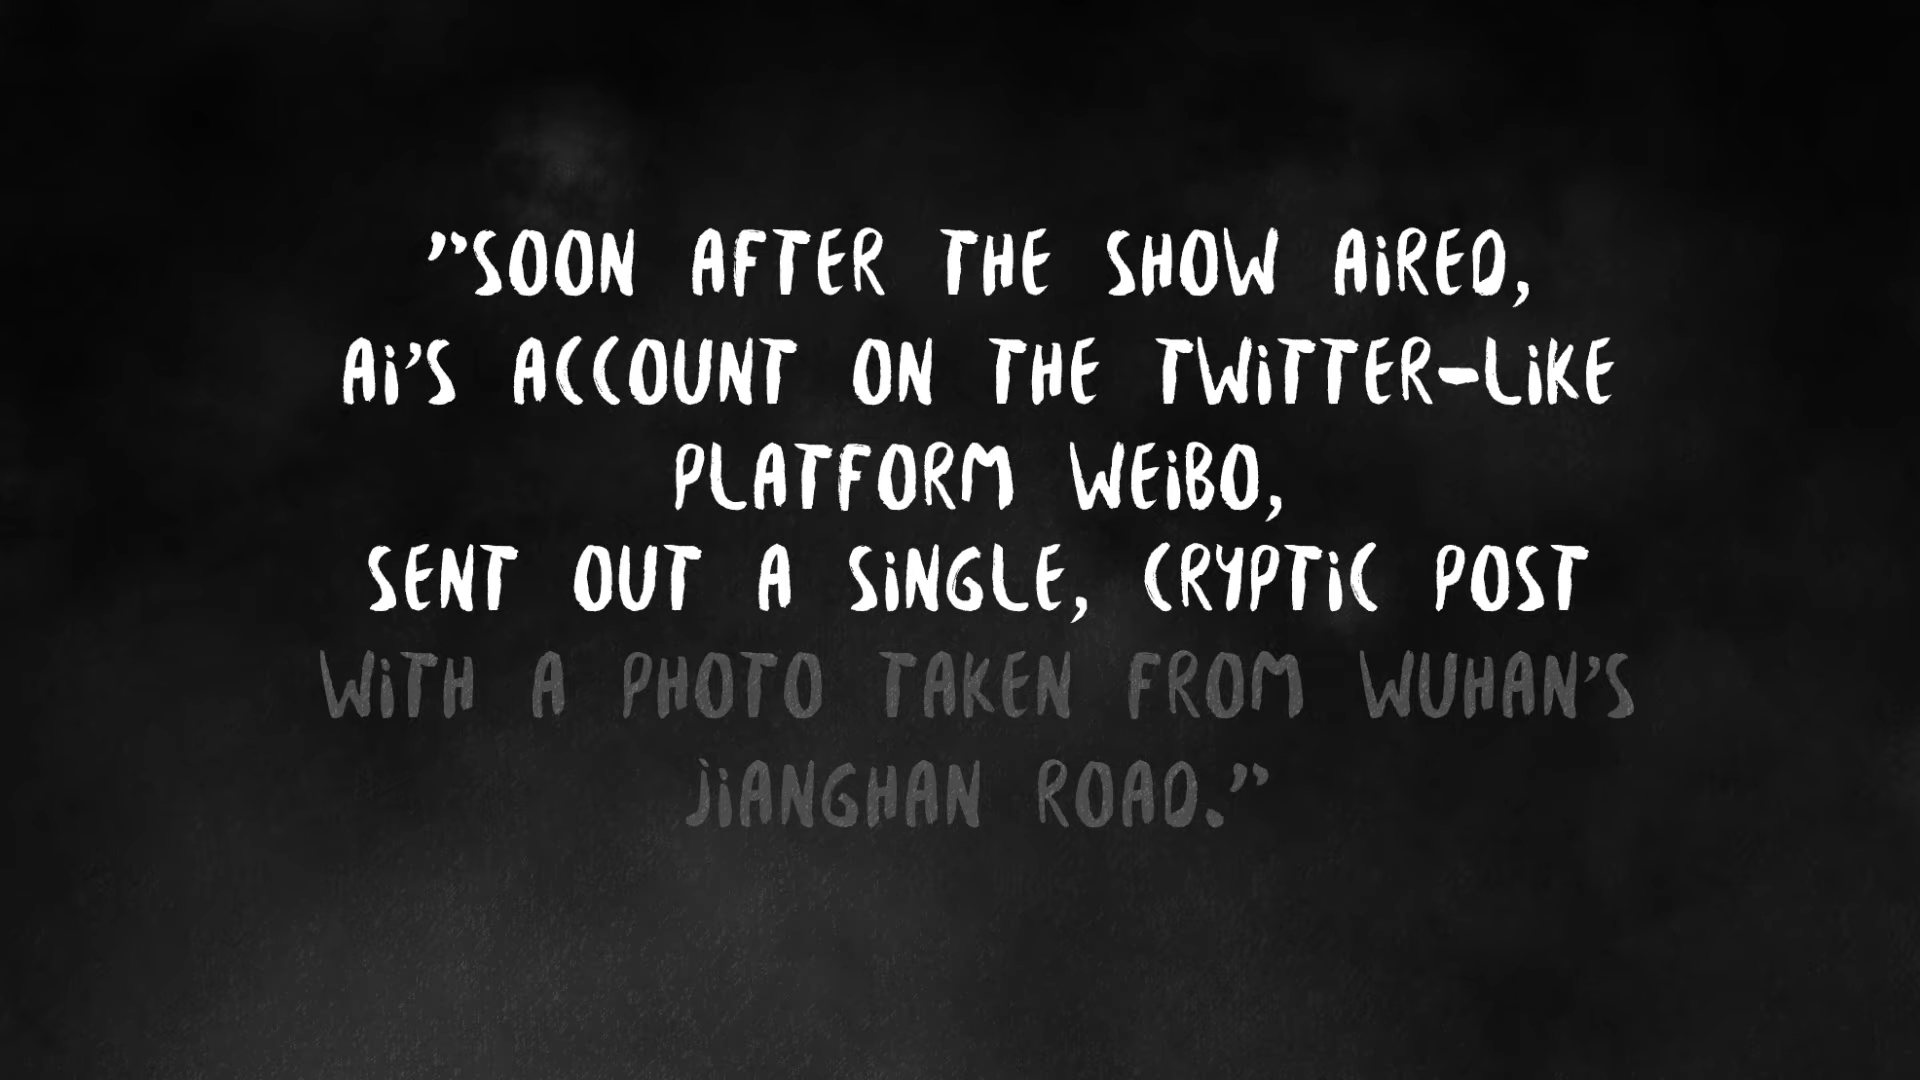 "SOON AFTER THE SHOW AiRED,
Ai'S ACCOUNT ON THE TWiTTER-LiKE
PLATFORM WEiBO,
SENT OUT A SiNGLE, CRYPTiC POST
WiTH A PHOTO TAKEN FROM WUHAN'S
JiANGHAN ROAD."